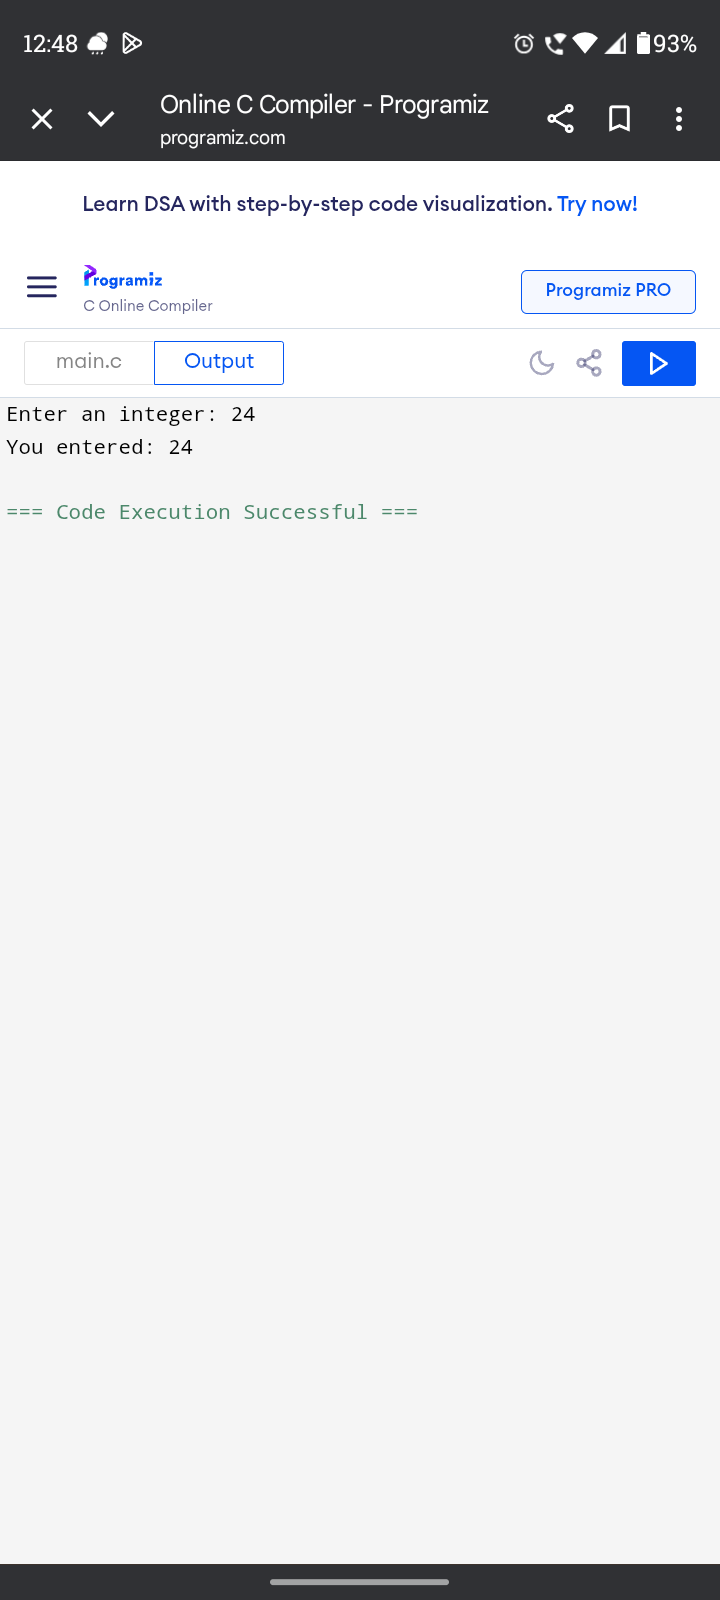 12:48
93%
Online C Compiler - Programiz
programiz.com
Learn DSA with step-by-step code visualization. Try now!
Programiz
C Online Compiler
Programiz PRO
main.c
Output
Enter an integer: 24
You entered: 24
=== Code Execution Successful ===